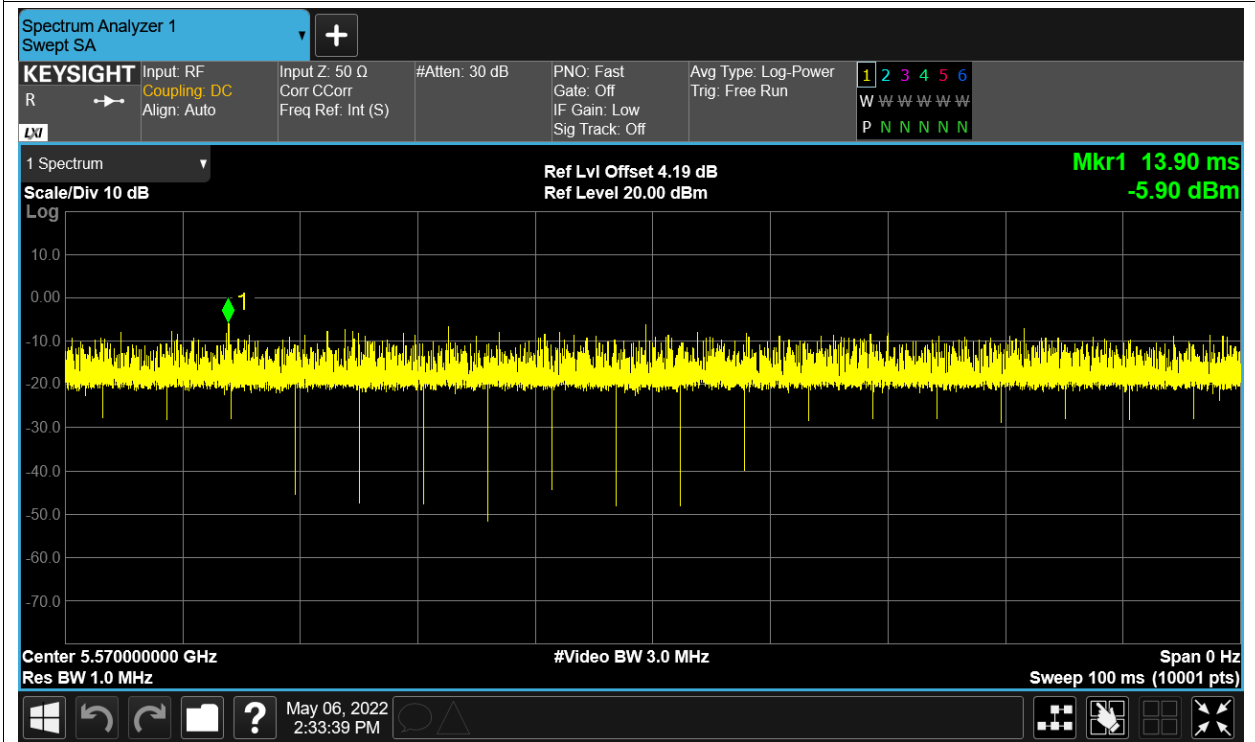 Spectrum Analyzer 1
Swept SA
+
KEYSIGHT
R
LXI
Input: RF
Coupling: DC
Align: Auto
Input Z: 50 Ω
Corr CCorr
Freq Ref: Int (S)
#Atten: 30 dB
PNO: Fast
Gate: Off
IF Gain: Low
Sig Track: Off
Avg Type: Log-Power
Trig: Free Run
1 2 3 4 5 6
W W W W W W
P N N N N N
1 Spectrum
Scale/Div 10 dB
Ref Lvl Offset 4.19 dB
Ref Level 20.00 dBm
Mkr1 13.90 ms
-5.90 dBm
Log
10.0
0.00
1
-10.0
-20.0
-30.0
-40.0
-50.0
-60.0
-70.0
Center 5.570000000 GHz
Res BW 1.0 MHz
#Video BW 3.0 MHz
Span 0 Hz
Sweep 100 ms (10001 pts)
?
May 06, 2022
2:33:39 PM